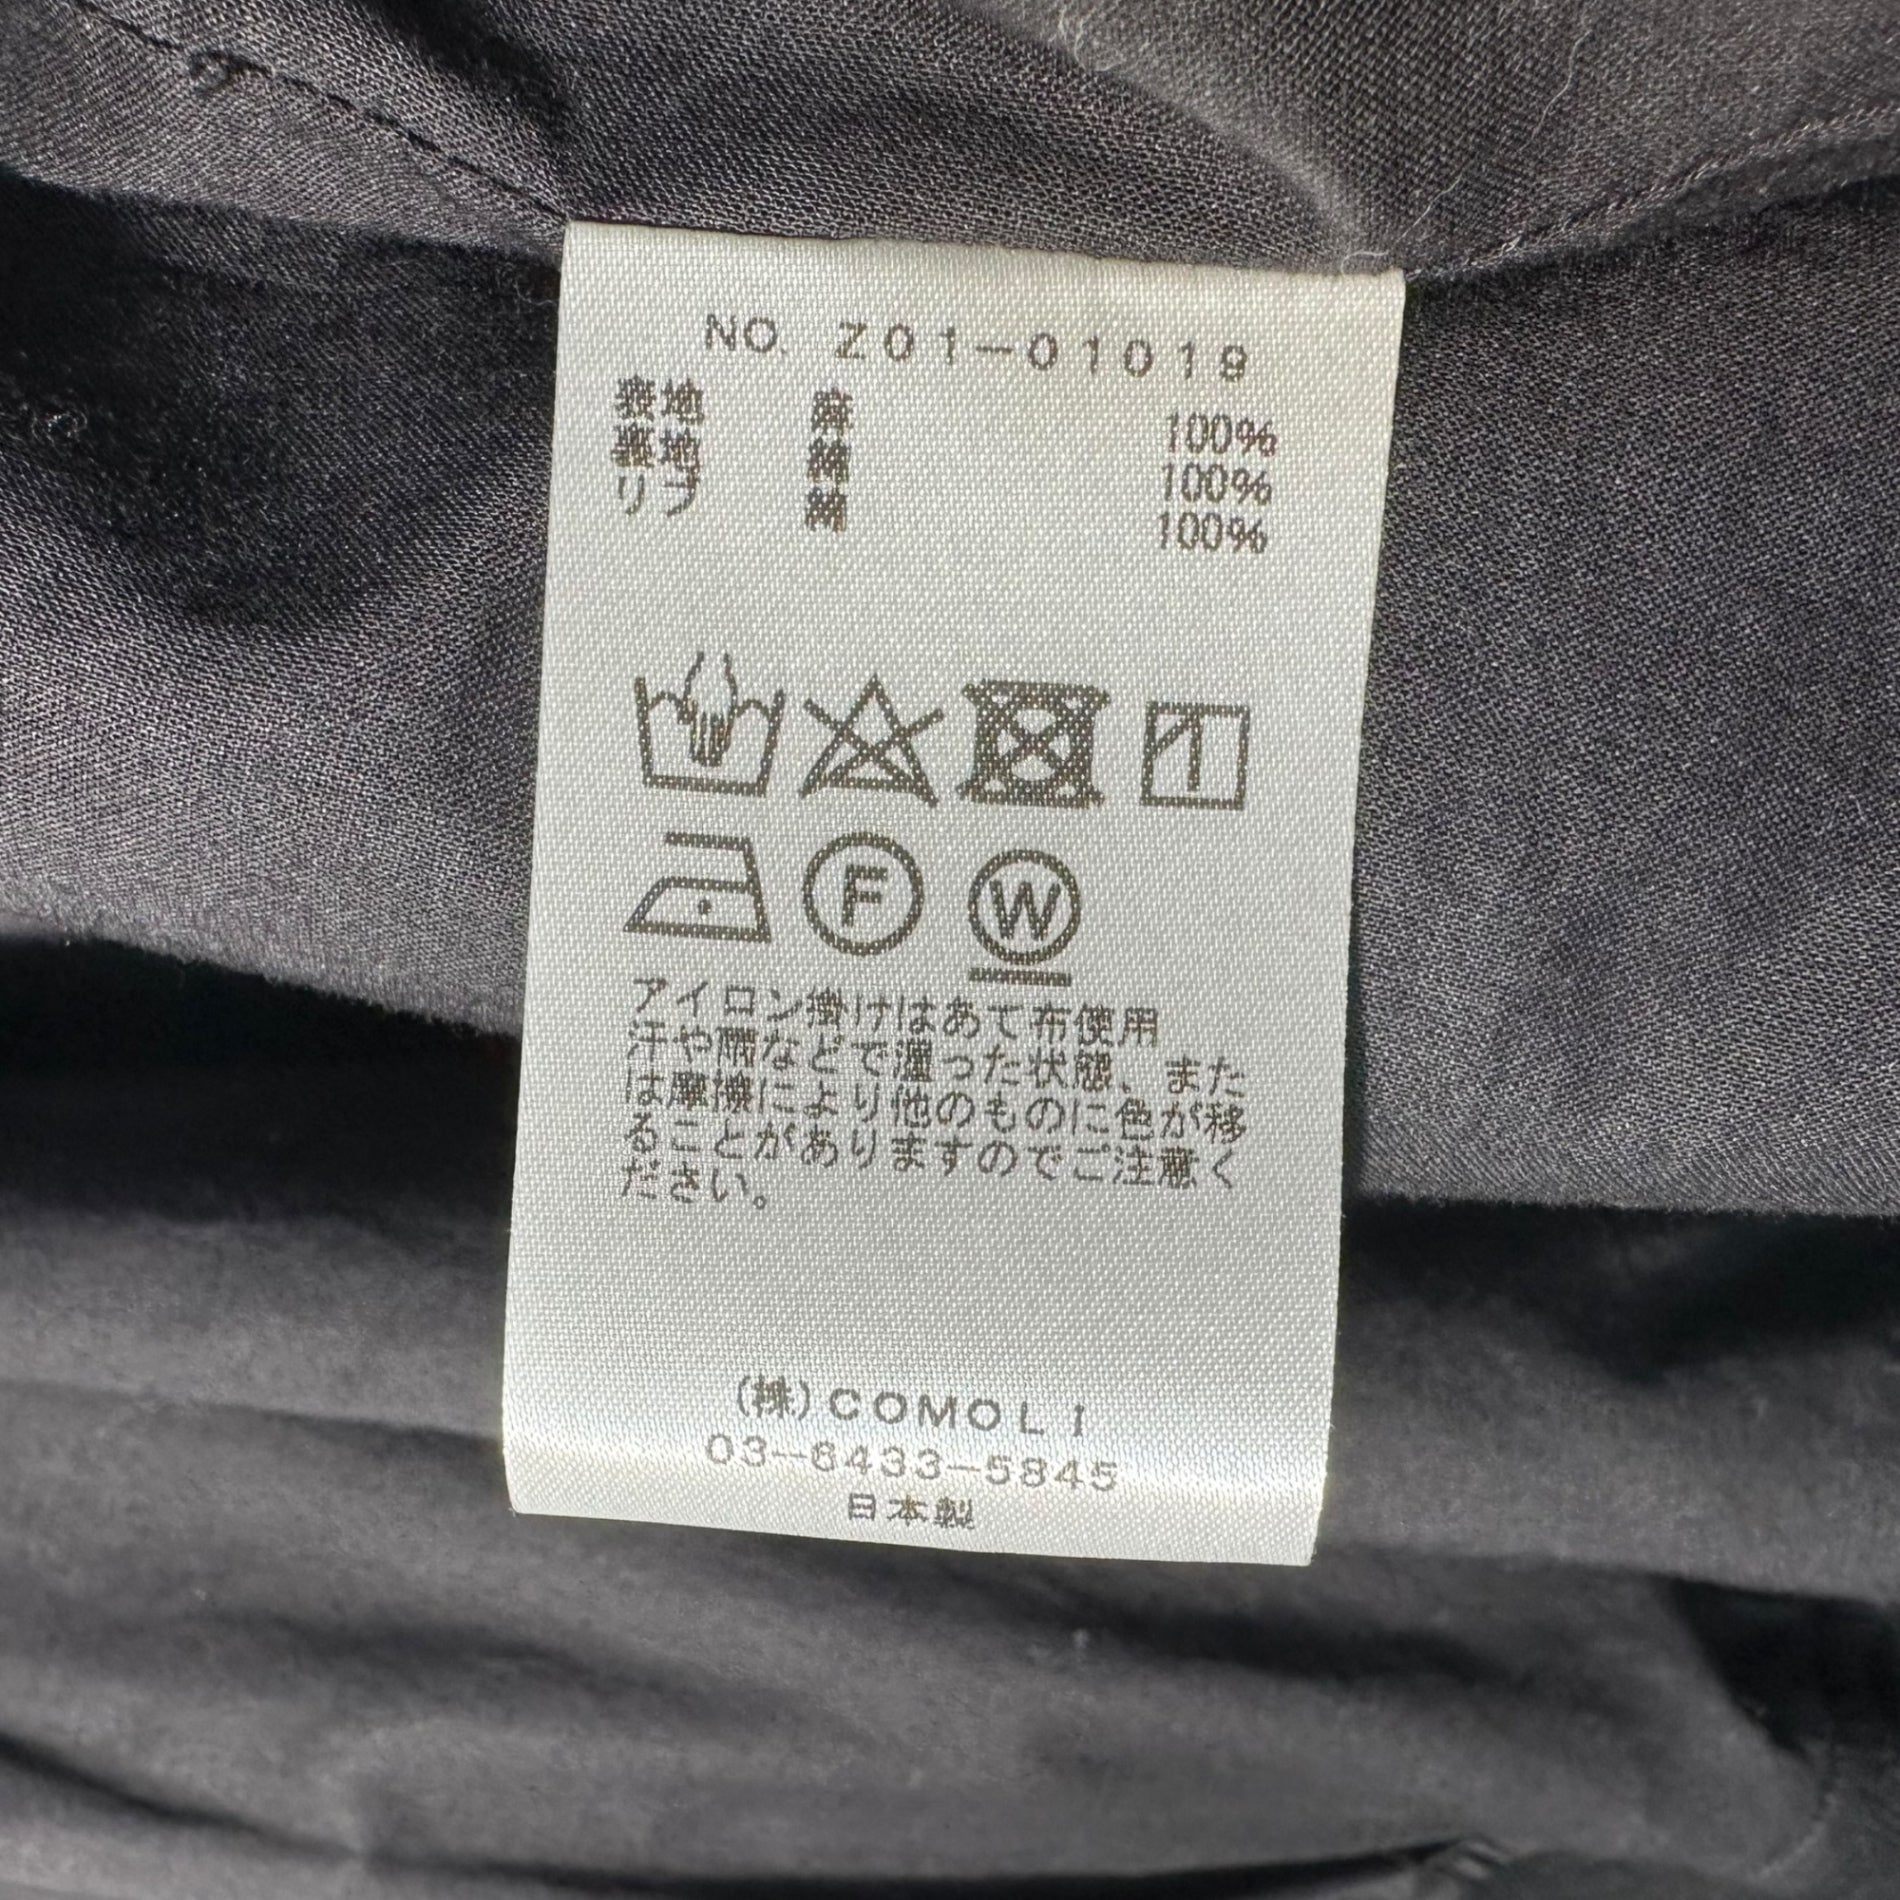 NO. Z01-01019
表地 麻 100%
裏地 綿 100%
リブ 綿 100%
F W
アイロン掛けはあて布使用
汗や雨などで湿った状態、また
は摩擦により他のものに色が移
ることがありますのでご注意く
ださい。
(株)COMOLI
03-6433-5845
日本製